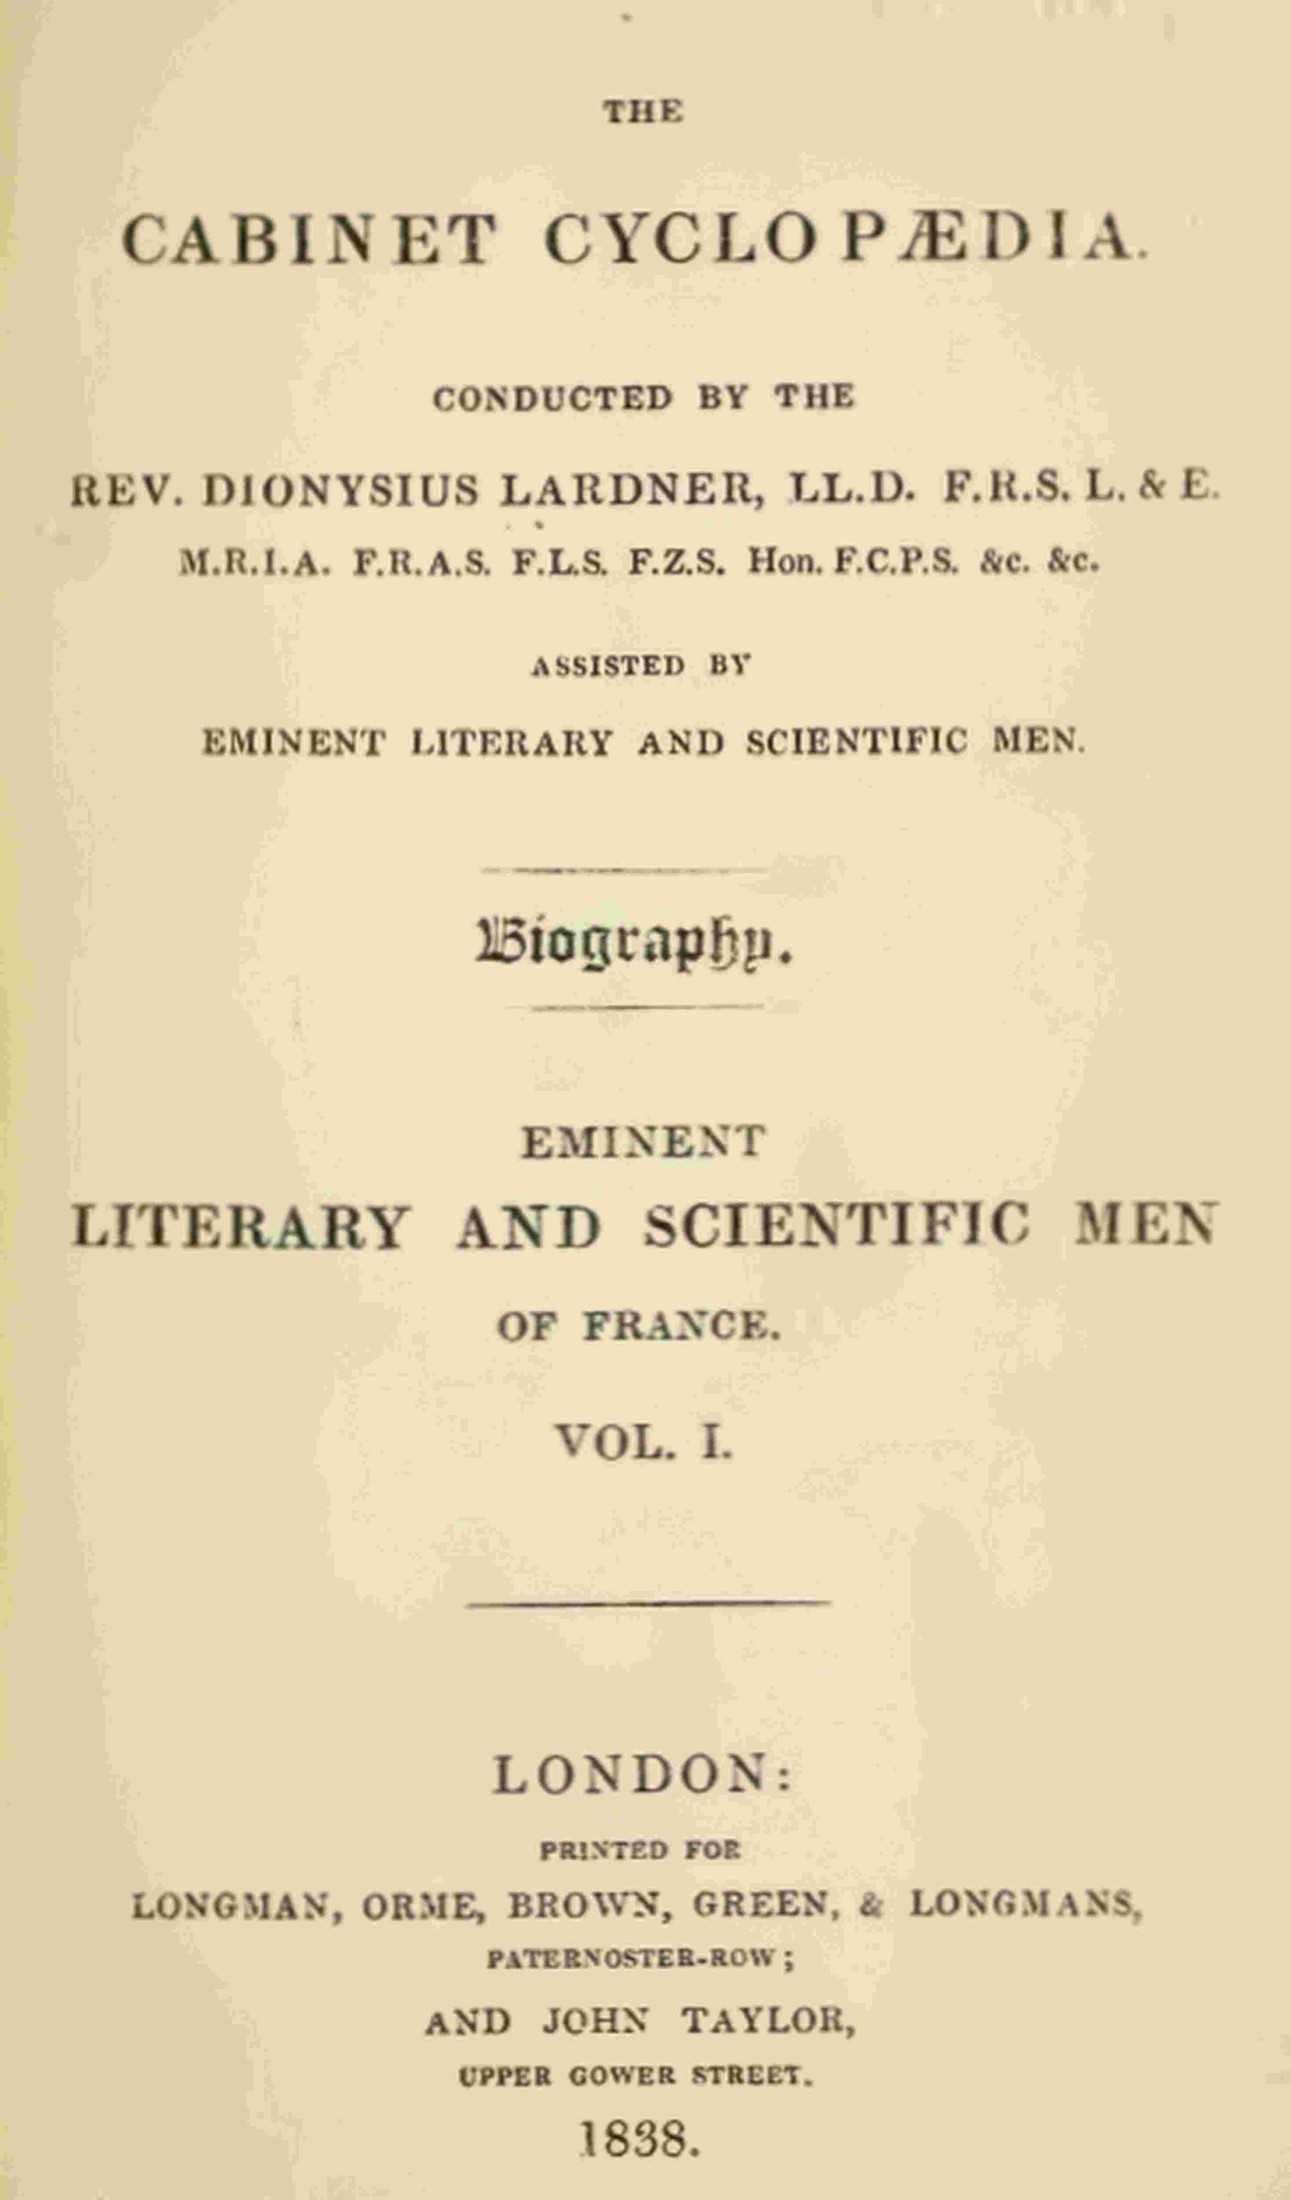 THE
CABINET CYCLOPÆDIA.
CONDUCTED BY THE
REV. DIONYSIUS LARDNER, LL.D. F.R.S. L. & E.
M.R.I.A. F.R.A.S. F.L.S. F.Z.S. Hon. F.C.P.S. &c. &c.
ASSISTED BY
EMINENT LITERARY AND SCIENTIFIC MEN.
Biography.
EMINENT
LITERARY AND SCIENTIFIC MEN
OF FRANCE.
VOL. I.
LONDON:
PRINTED FOR
LONGMAN, ORME, BROWN, GREEN, & LONGMANS,
PATERNOSTER-ROW;
AND JOHN TAYLOR,
UPPER GOWER STREET.
1838.